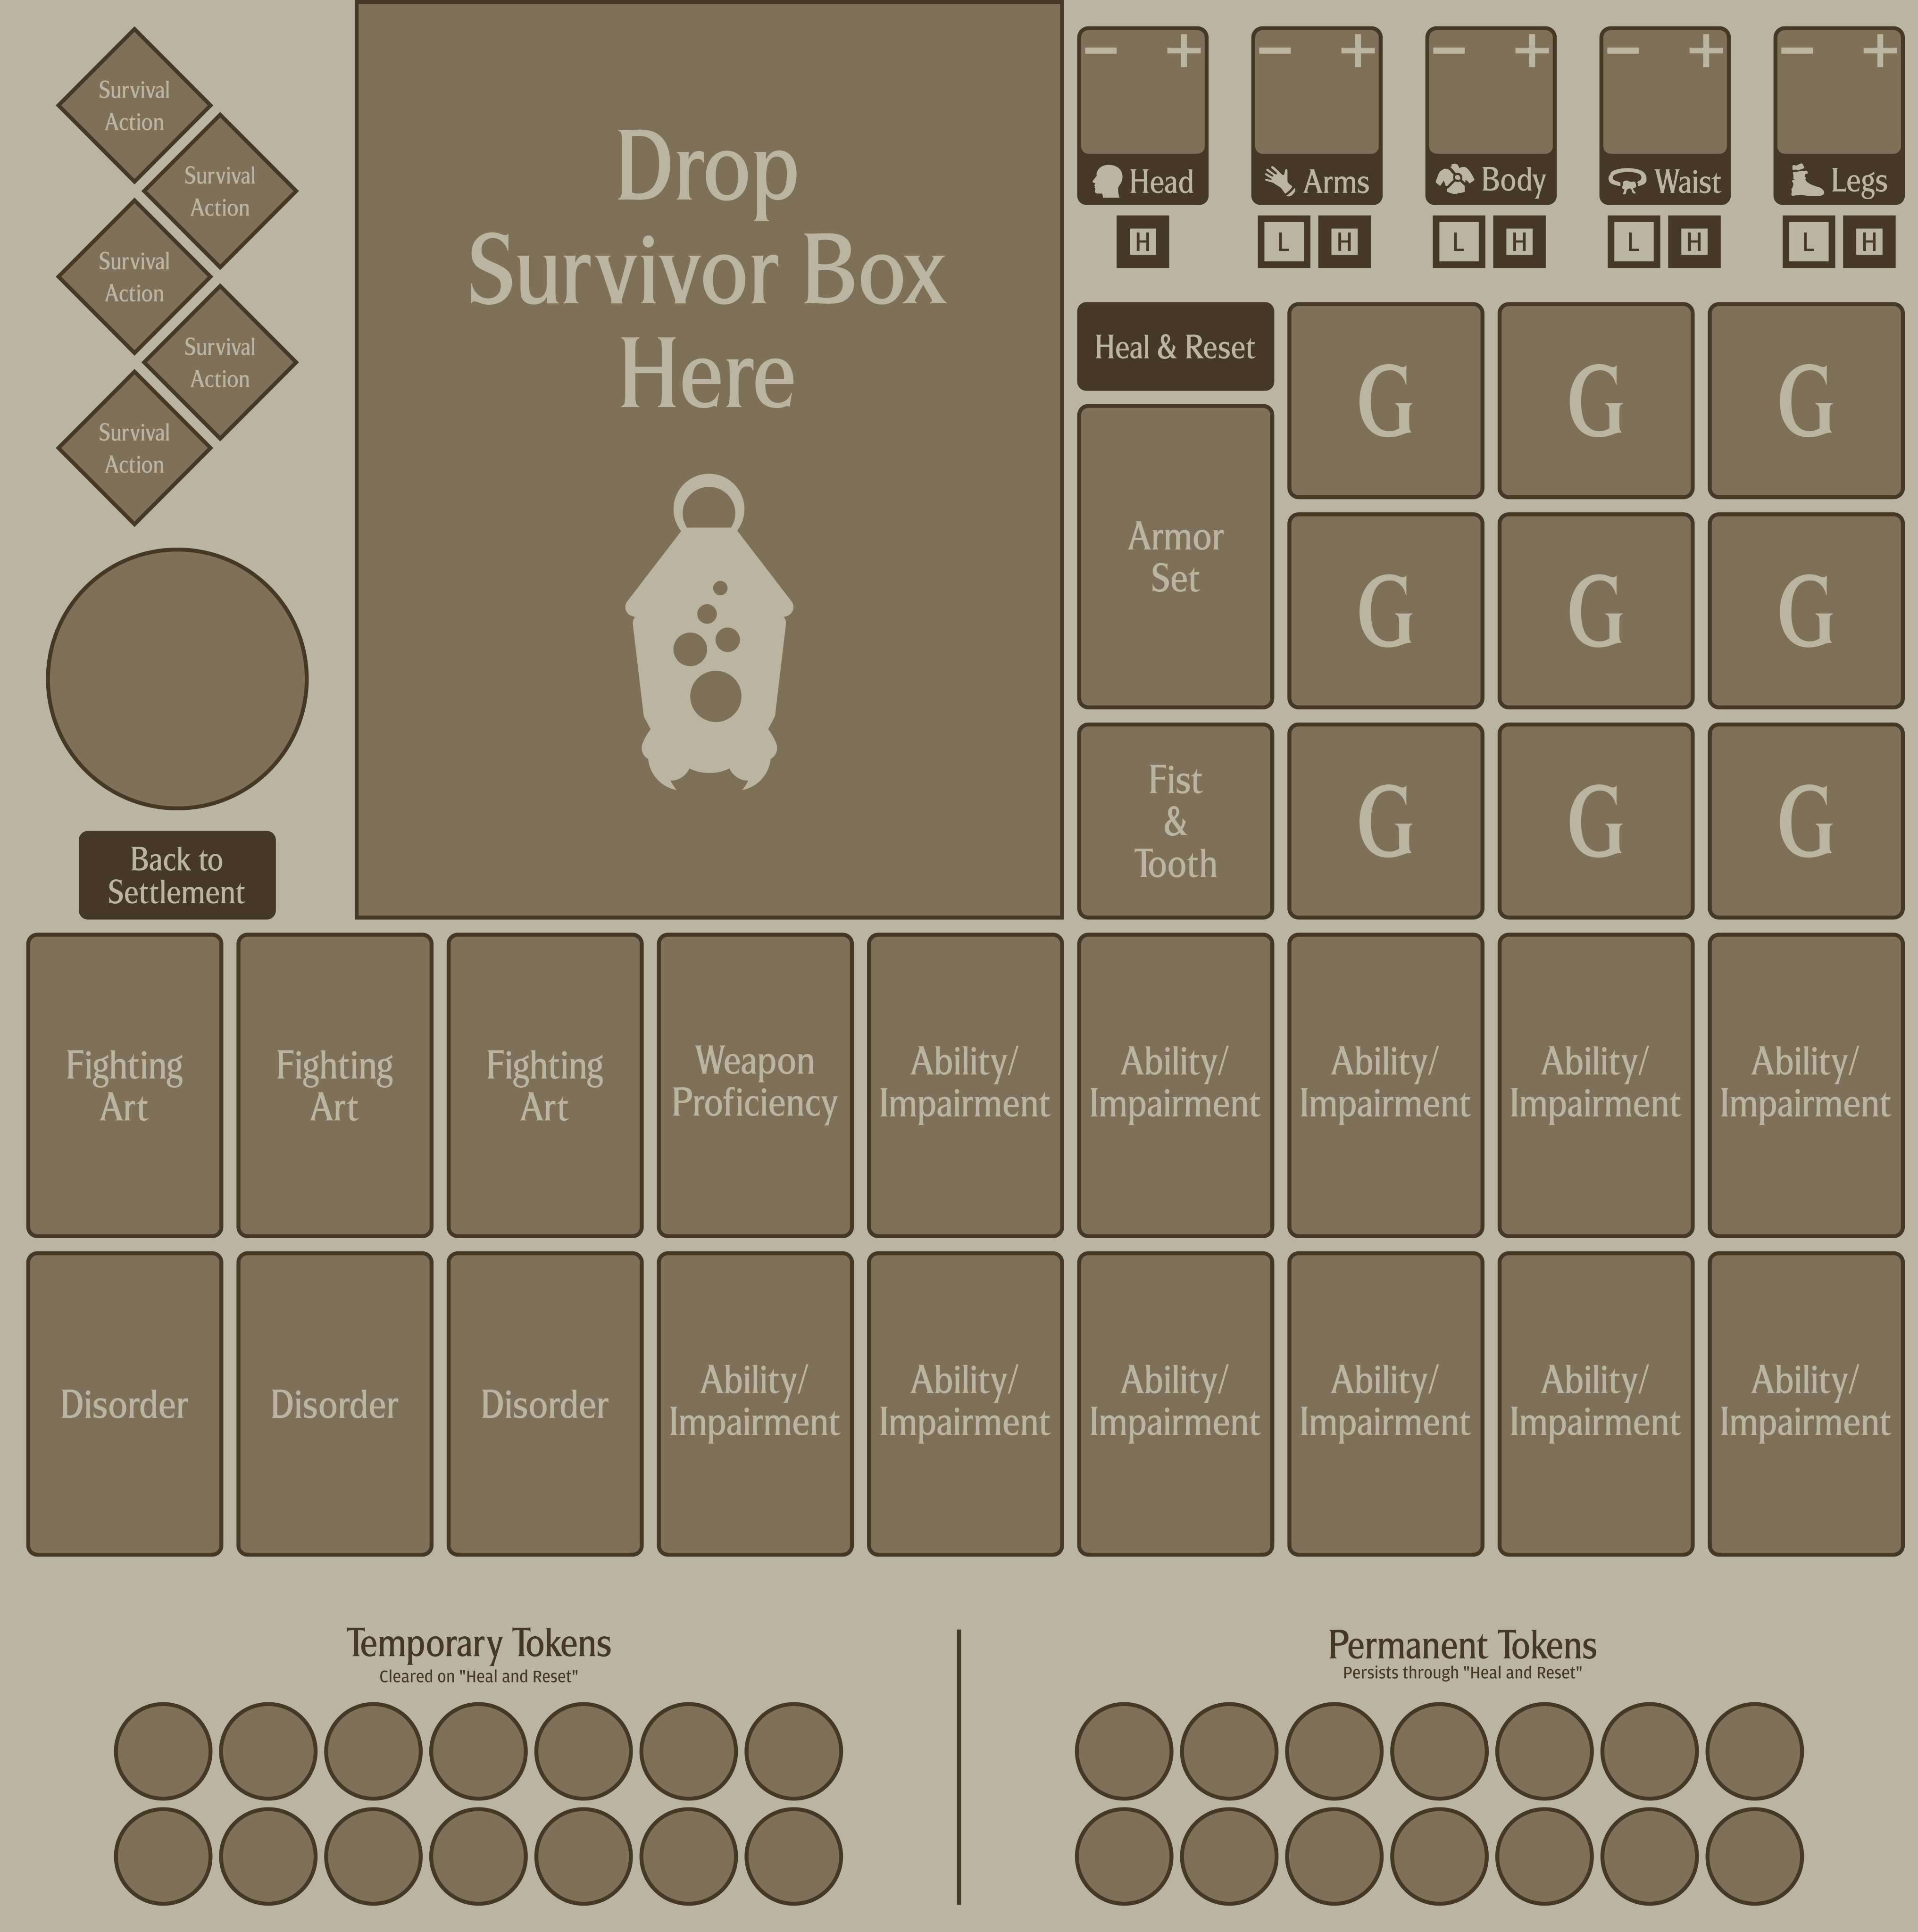 Survival
Action
Survival
Action
Survival
Action
Survival
Action
Survival
Action
Back to
Settlement
Drop
Survivor Box
Here
− +
Head
H
− +
Arms
L H
− +
Body
L H
− +
Waist
L H
− +
Legs
L H
Heal & Reset
Armor
Set
Fist
&
Tooth
G G G
G G G
G G G
Fighting
Art
Fighting
Art
Fighting
Art
Weapon
Proficiency
Ability/
Impairment
Ability/
Impairment
Ability/
Impairment
Ability/
Impairment
Ability/
Impairment
Disorder
Disorder
Disorder
Ability/
Impairment
Ability/
Impairment
Ability/
Impairment
Ability/
Impairment
Ability/
Impairment
Ability/
Impairment
Temporary Tokens
Cleared on "Heal and Reset"
Permanent Tokens
Persists through "Heal and Reset"